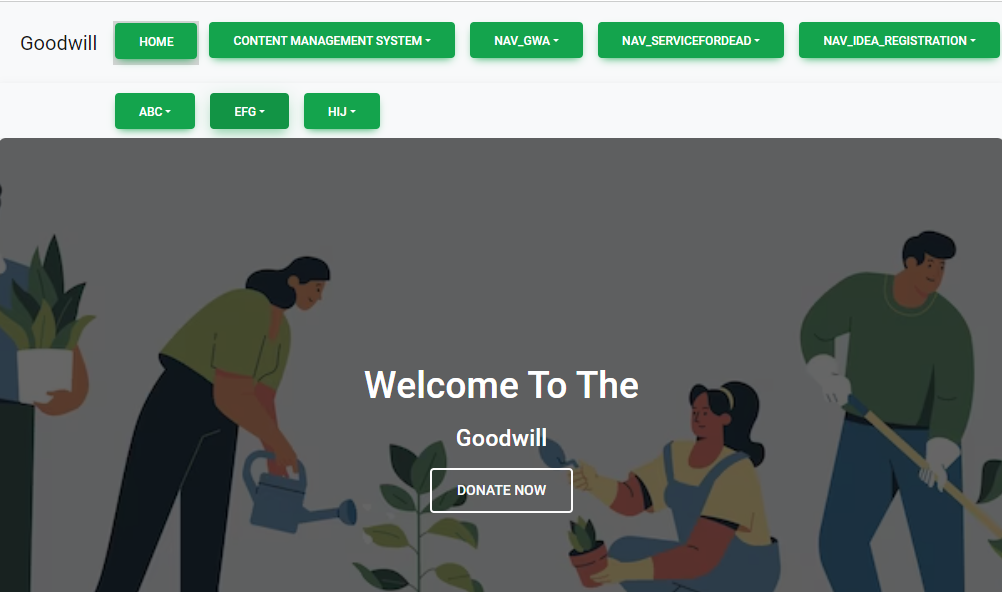 Goodwill HOME CONTENT MANAGEMENT SYSTEM NAV_GWA NAV_SERVICEFORDEAD NAV_IDEA_REGISTRATION
ABC EFG HIJ
Welcome To The
Goodwill
DONATE NOW